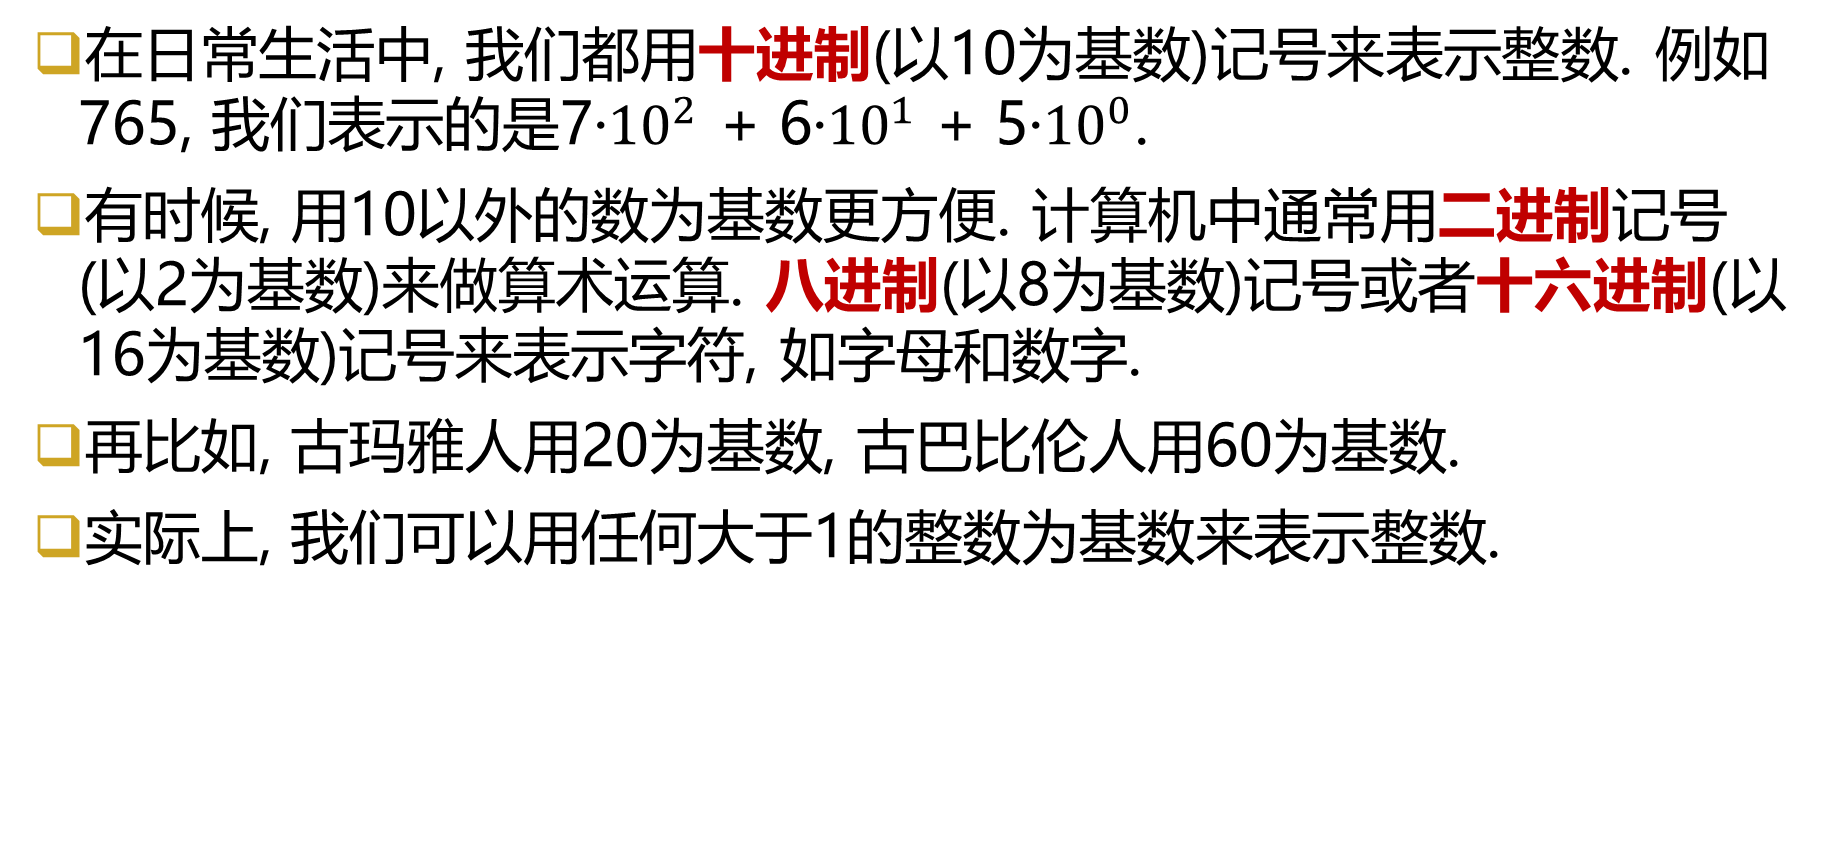 ❑在日常生活中, 我们都用十进制(以10为基数)记号来表示整数. 例如
765, 我们表示的是7·10² + 6·10¹ + 5·10⁰.
❑有时候, 用10以外的数为基数更方便. 计算机中通常用二进制记号
(以2为基数)来做算术运算. 八进制(以8为基数)记号或者十六进制(以
16为基数)记号来表示字符, 如字母和数字.
❑再比如, 古玛雅人用20为基数, 古巴比伦人用60为基数.
❑实际上, 我们可以用任何大于1的整数为基数来表示整数.